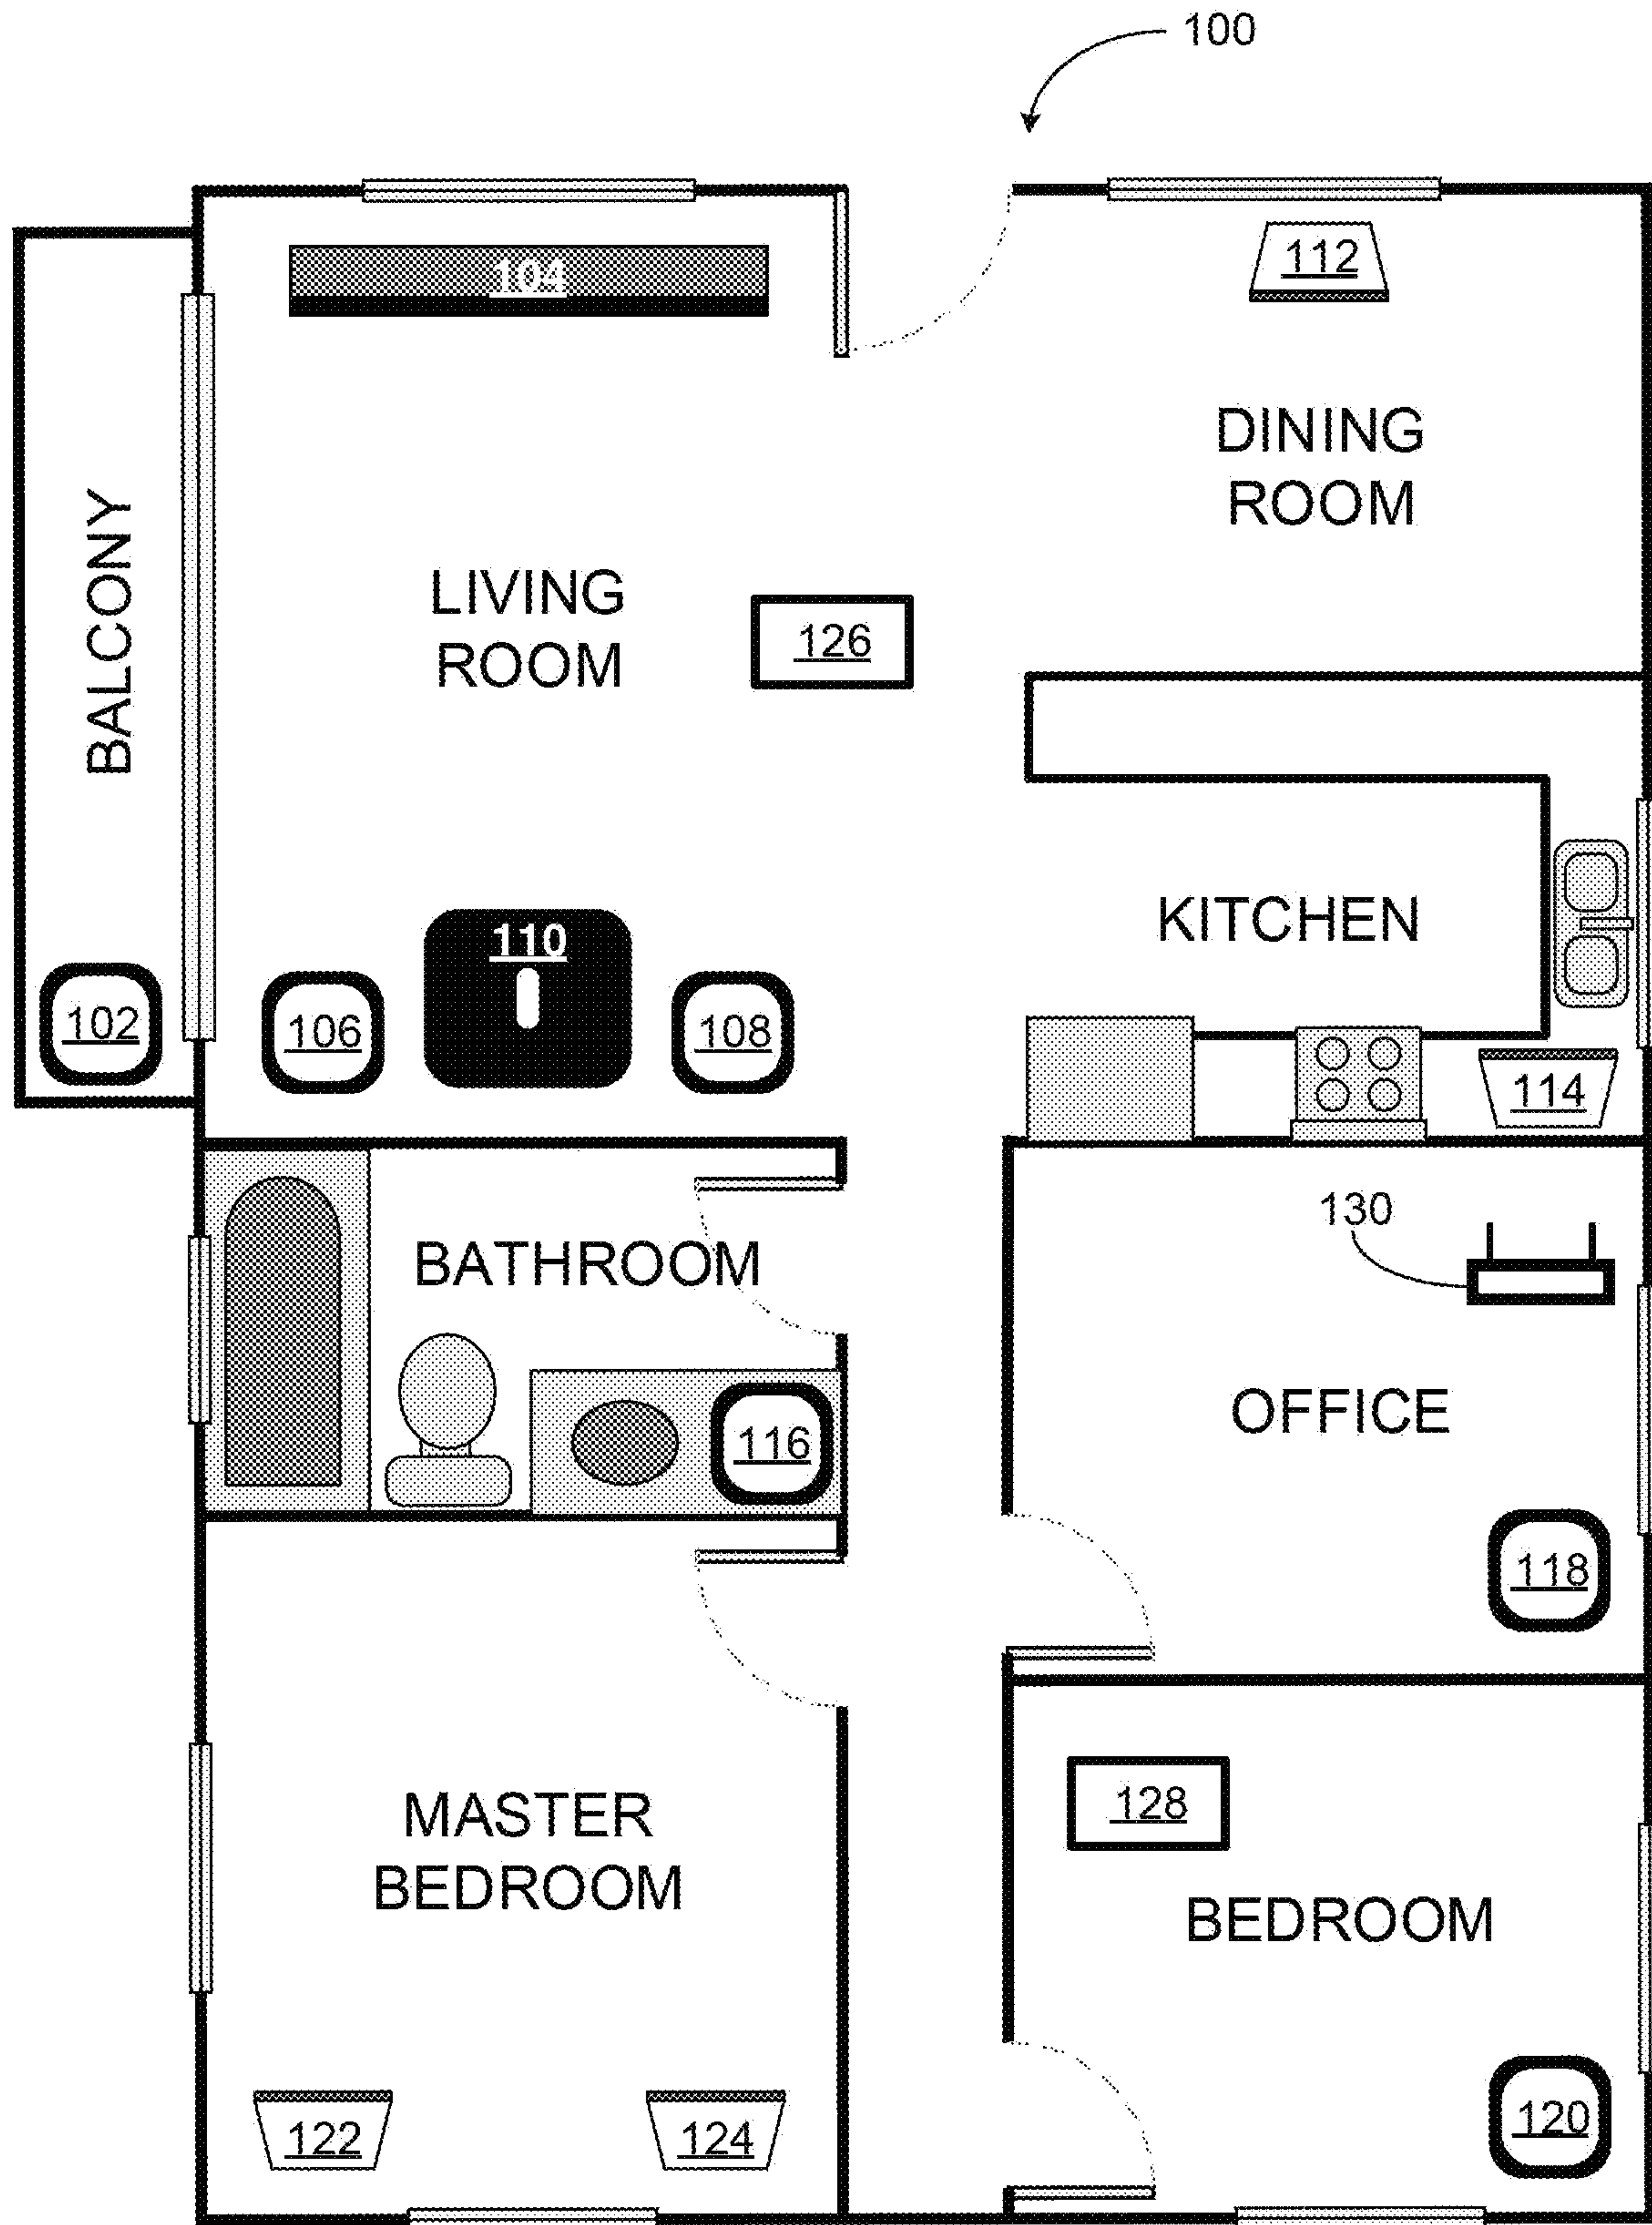 100
104
112
DINING
ROOM
BALCONY
LIVING
ROOM
126
KITCHEN
110
102
106
108
114
130
BATHROOM
OFFICE
116
118
MASTER
BEDROOM
128
BEDROOM
122
124
120